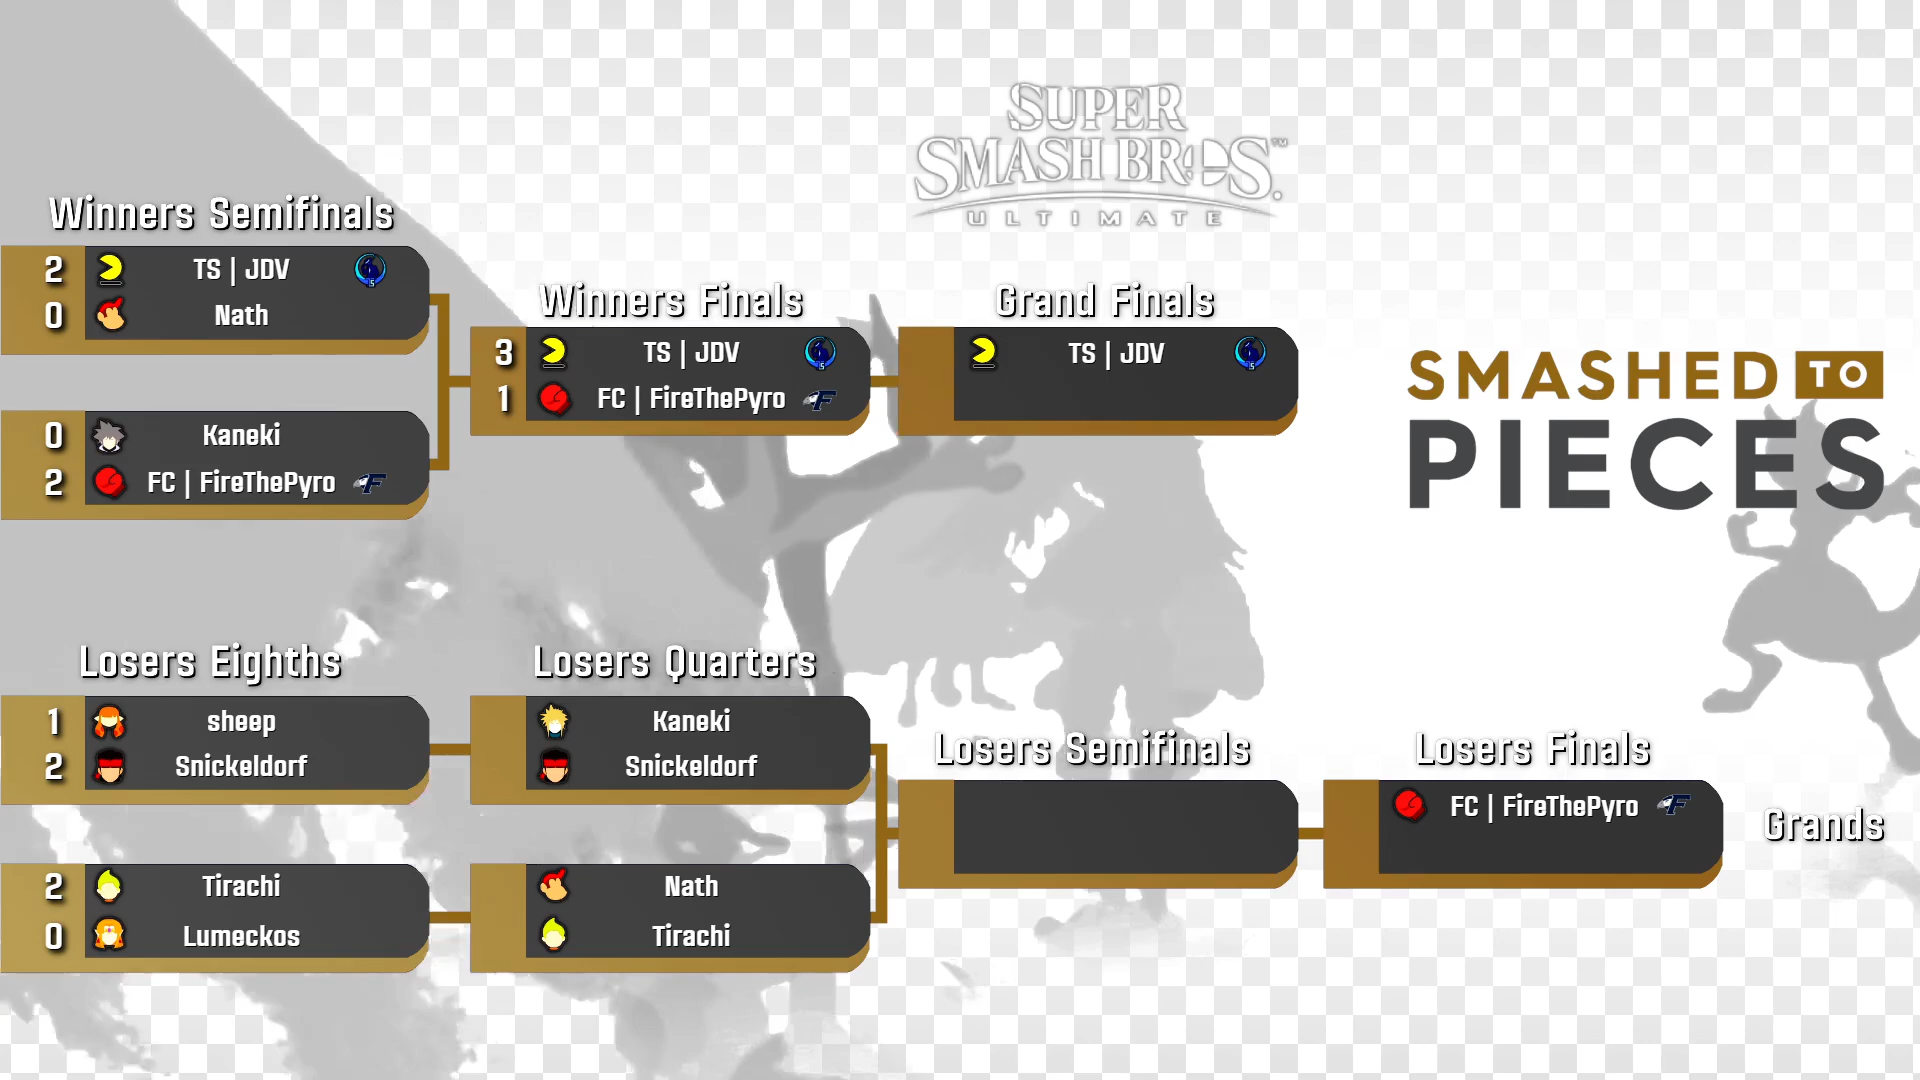 SUPER
SMASH BROS.™
ULTIMATE
Winners Semifinals
2 TS | JDV
0 Nath
0 Kaneki
2 FC | FireThePyro F
Winners Finals
3 TS | JDV
1 FC | FireThePyro F
Grand Finals
TS | JDV
SMASHED TO
PIECES
Losers Eighths
1 sheep
2 Snickeldorf
2 Tirachi
0 Lumeckos
Losers Quarters
Kaneki
Snickeldorf
Nath
Tirachi
Losers Semifinals
Losers Finals
FC | FireThePyro F
Grands